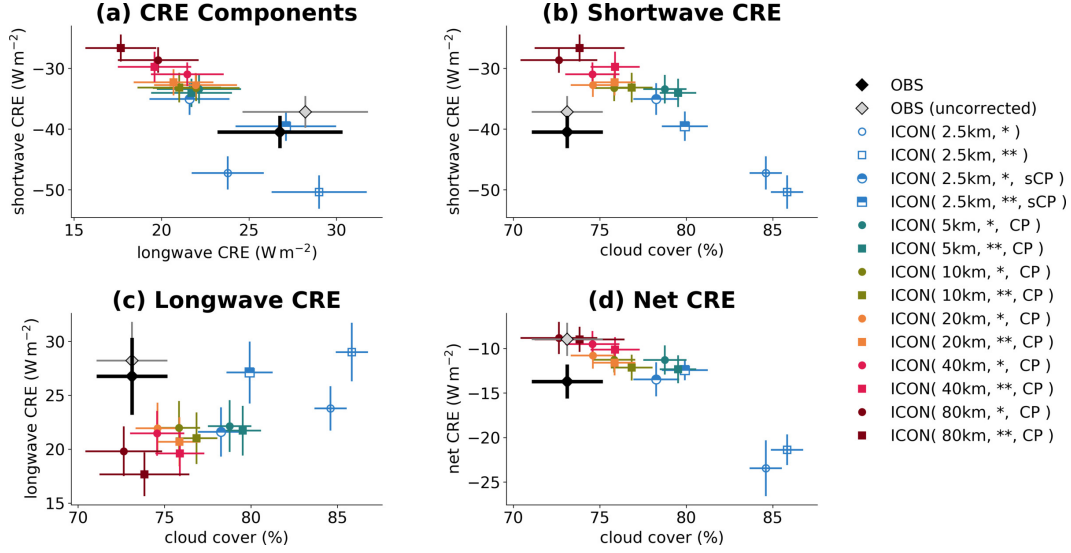 (a) CRE Components
shortwave CRE (W m−2)
−30
−40
−50
15 20 25 30
longwave CRE (W m−2)
(b) Shortwave CRE
shortwave CRE (W m−2)
−30
−40
−50
70 75 80 85
cloud cover (%)
(c) Longwave CRE
longwave CRE (W m−2)
30
25
20
15
70 75 80 85
cloud cover (%)
(d) Net CRE
net CRE (W m−2)
−10
−15
−20
−25
70 75 80 85
cloud cover (%)
OBS
OBS (uncorrected)
ICON( 2.5km, * )
ICON( 2.5km, ** )
ICON( 2.5km, *, sCP )
ICON( 2.5km, **, sCP )
ICON( 5km, *, CP )
ICON( 5km, **, CP )
ICON( 10km, *, CP )
ICON( 10km, **, CP )
ICON( 20km, *, CP )
ICON( 20km, **, CP )
ICON( 40km, *, CP )
ICON( 40km, **, CP )
ICON( 80km, *, CP )
ICON( 80km, **, CP )